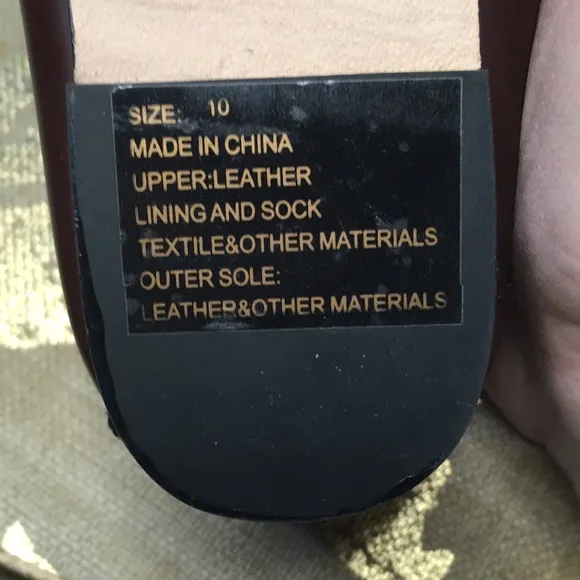 SIZE: 10
MADE IN CHINA
UPPER:LEATHER
LINING AND SOCK
TEXTILE&OTHER MATERIALS
OUTER SOLE:
LEATHER&OTHER MATERIALS